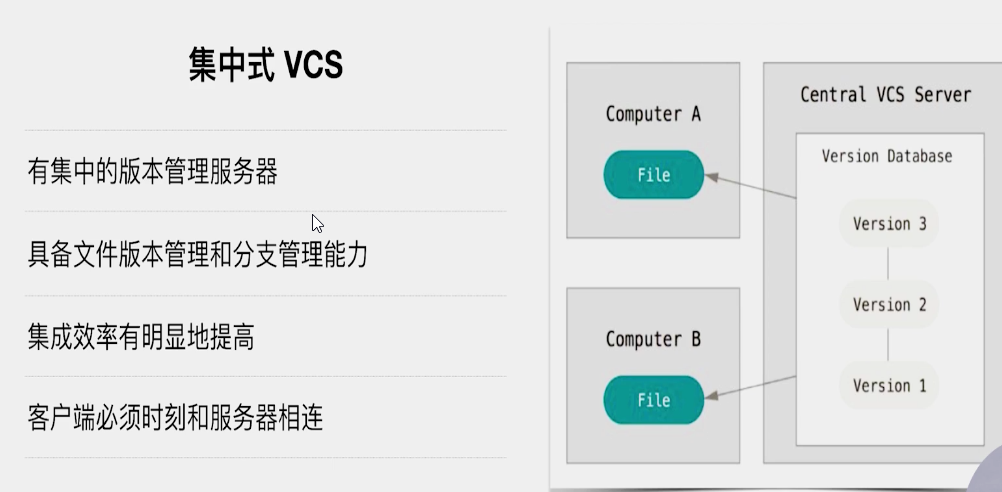 集中式 VCS
有集中的版本管理服务器
具备文件版本管理和分支管理能力
集成效率有明显地提高
客户端必须时刻和服务器相连
Computer A
File
Computer B
File
Central VCS Server
Version Database
Version 3
Version 2
Version 1